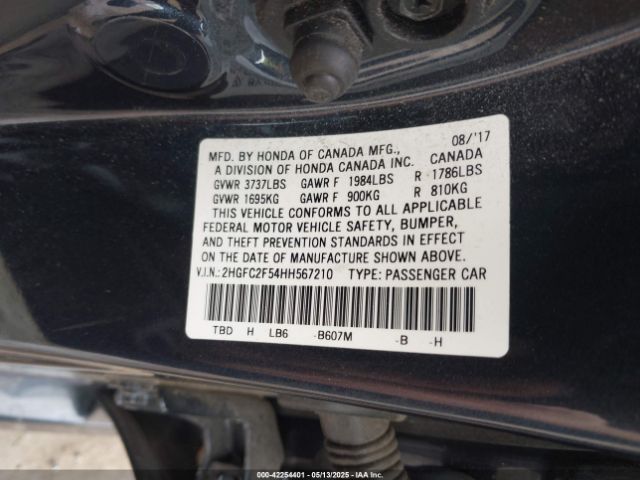 MFD. BY HONDA OF CANADA MFG., 08/'17
A DIVISION OF HONDA CANADA INC. CANADA
GVWR 3737LBS GAWR F 1984LBS R 1786LBS
GVWR 1695KG GAWR F 900KG R 810KG
THIS VEHICLE CONFORMS TO ALL APPLICABLE
FEDERAL MOTOR VEHICLE SAFETY, BUMPER,
AND THEFT PREVENTION STANDARDS IN EFFECT
ON THE DATE OF MANUFACTURE SHOWN ABOVE.
V.I.N.:2HGFC2F54HH567210 TYPE: PASSENGER CAR
TBD H LB6 -B607M -B -H
000-42254401 - 05/13/2025 - IAA Inc.